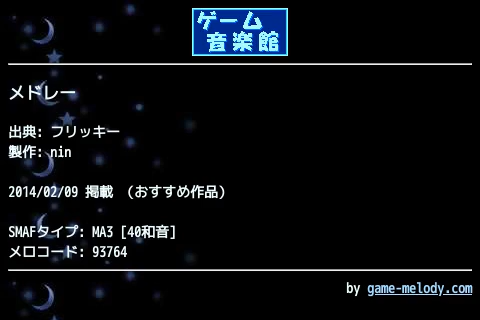 ゲーム
音楽館
メドレー
出典: フリッキー
製作: nin
2014/02/09 掲載 (おすすめ作品)
SMAFタイプ: MA3 [40和音]
メロコード: 93764
by game-melody.com